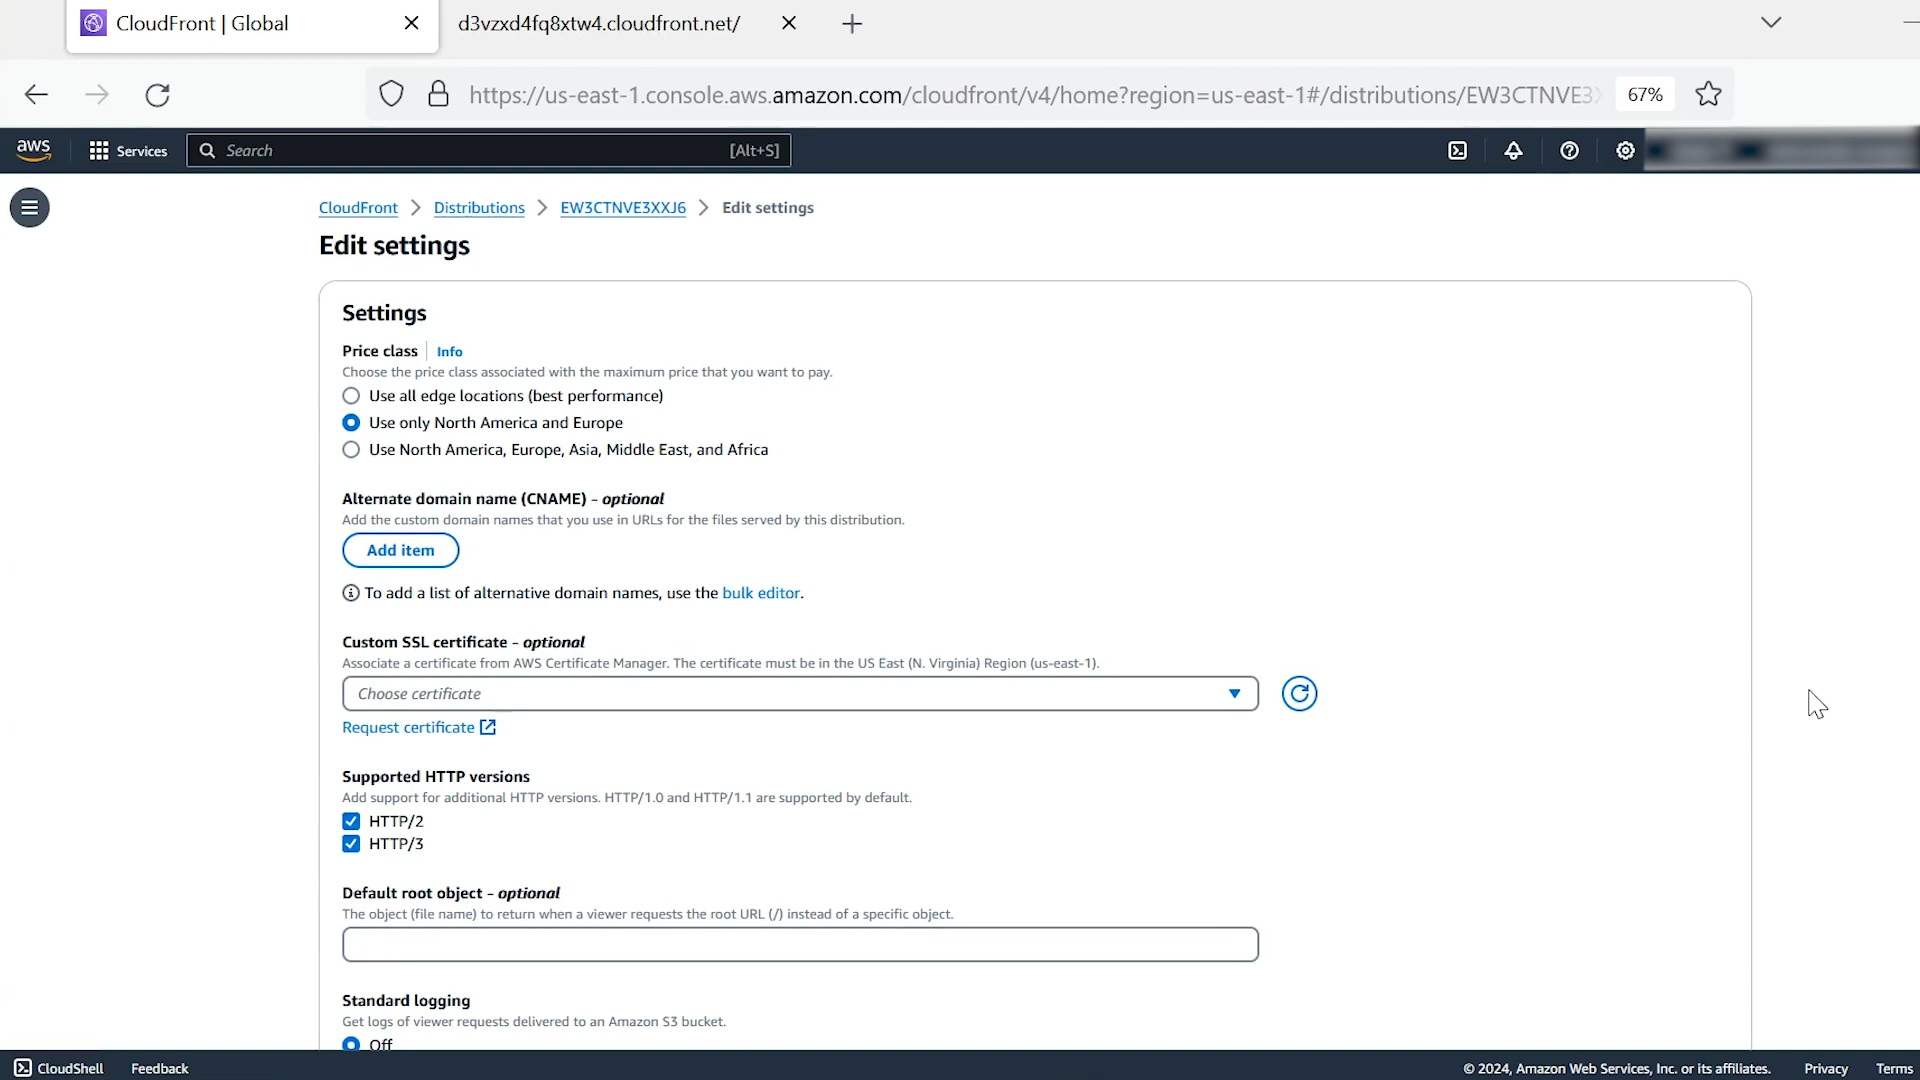 CloudFront | Global
d3vzxd4fq8xtw4.cloudfront.net/
https://us-east-1.console.aws.amazon.com/cloudfront/v4/home?region=us-east-1#/distributions/EW3CTNVE3X
67%
aws
Services
Search
[Alt+S]
CloudFront > Distributions > EW3CTNVE3XXJ6 > Edit settings
Edit settings
Settings
Price class | Info
Choose the price class associated with the maximum price that you want to pay.
Use all edge locations (best performance)
Use only North America and Europe
Use North America, Europe, Asia, Middle East, and Africa
Alternate domain name (CNAME) - optional
Add the custom domain names that you use in URLs for the files served by this distribution.
Add item
To add a list of alternative domain names, use the bulk editor.
Custom SSL certificate - optional
Associate a certificate from AWS Certificate Manager. The certificate must be in the US East (N. Virginia) Region (us-east-1).
Choose certificate
Request certificate
Supported HTTP versions
Add support for additional HTTP versions. HTTP/1.0 and HTTP/1.1 are supported by default.
HTTP/2
HTTP/3
Default root object - optional
The object (file name) to return when a viewer requests the root URL (/) instead of a specific object.
Standard logging
Get logs of viewer requests delivered to an Amazon S3 bucket.
Off
CloudShell
Feedback
© 2024, Amazon Web Services, Inc. or its affiliates.
Privacy
Terms